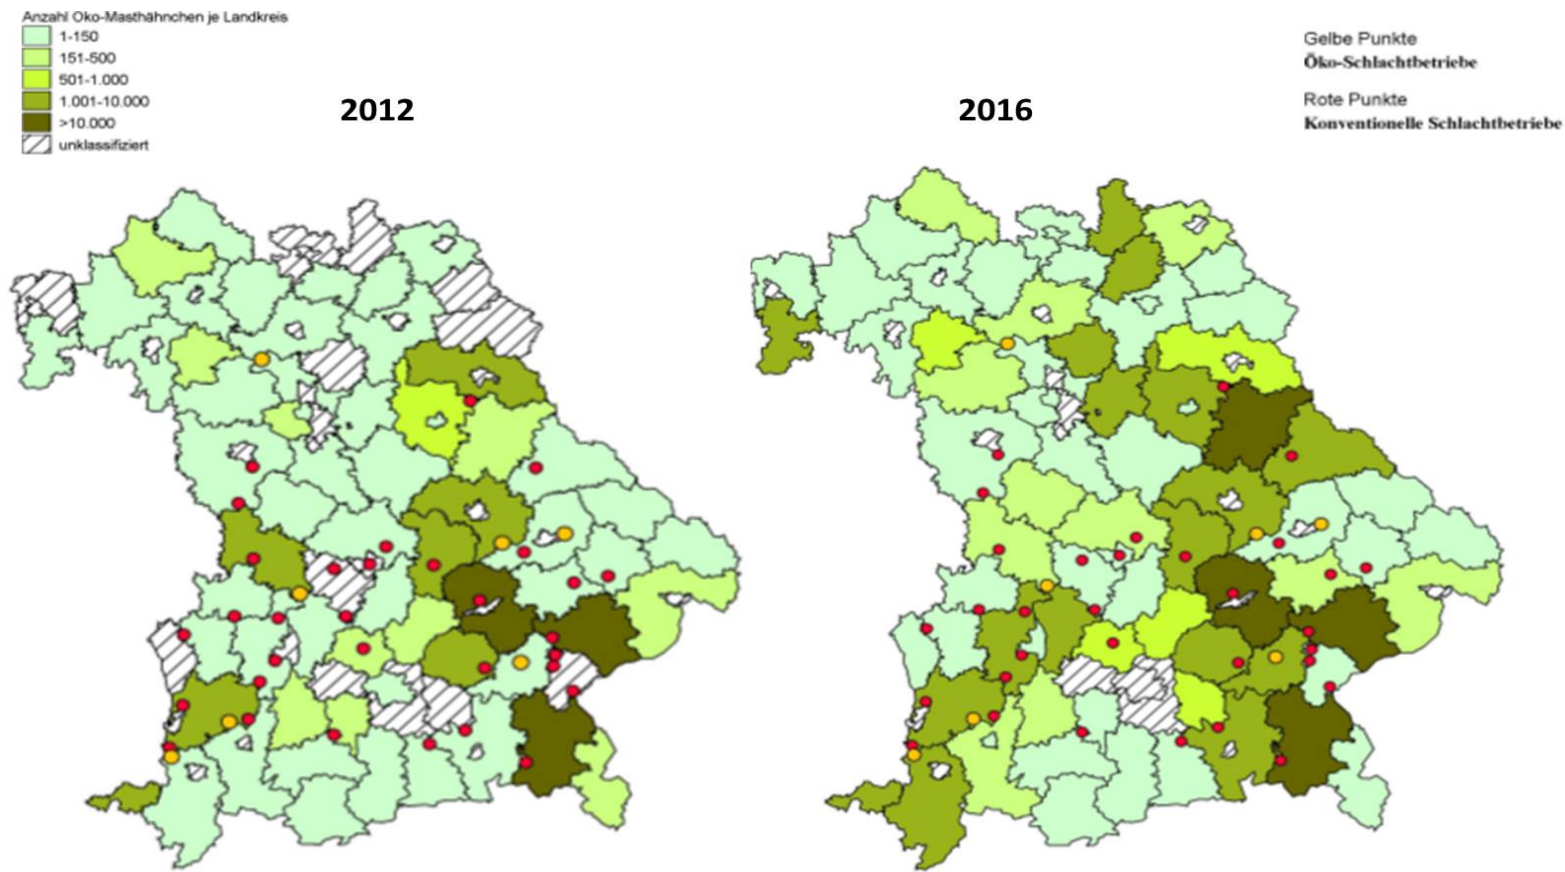 Anzahl Öko-Masthähnchen je Landkreis
1-150
151-500
501-1.000
1.001-10.000
>10.000
unklassifiziert
2012
2016
Gelbe Punkte
Öko-Schlachtbetriebe
Rote Punkte
Konventionelle Schlachtbetriebe